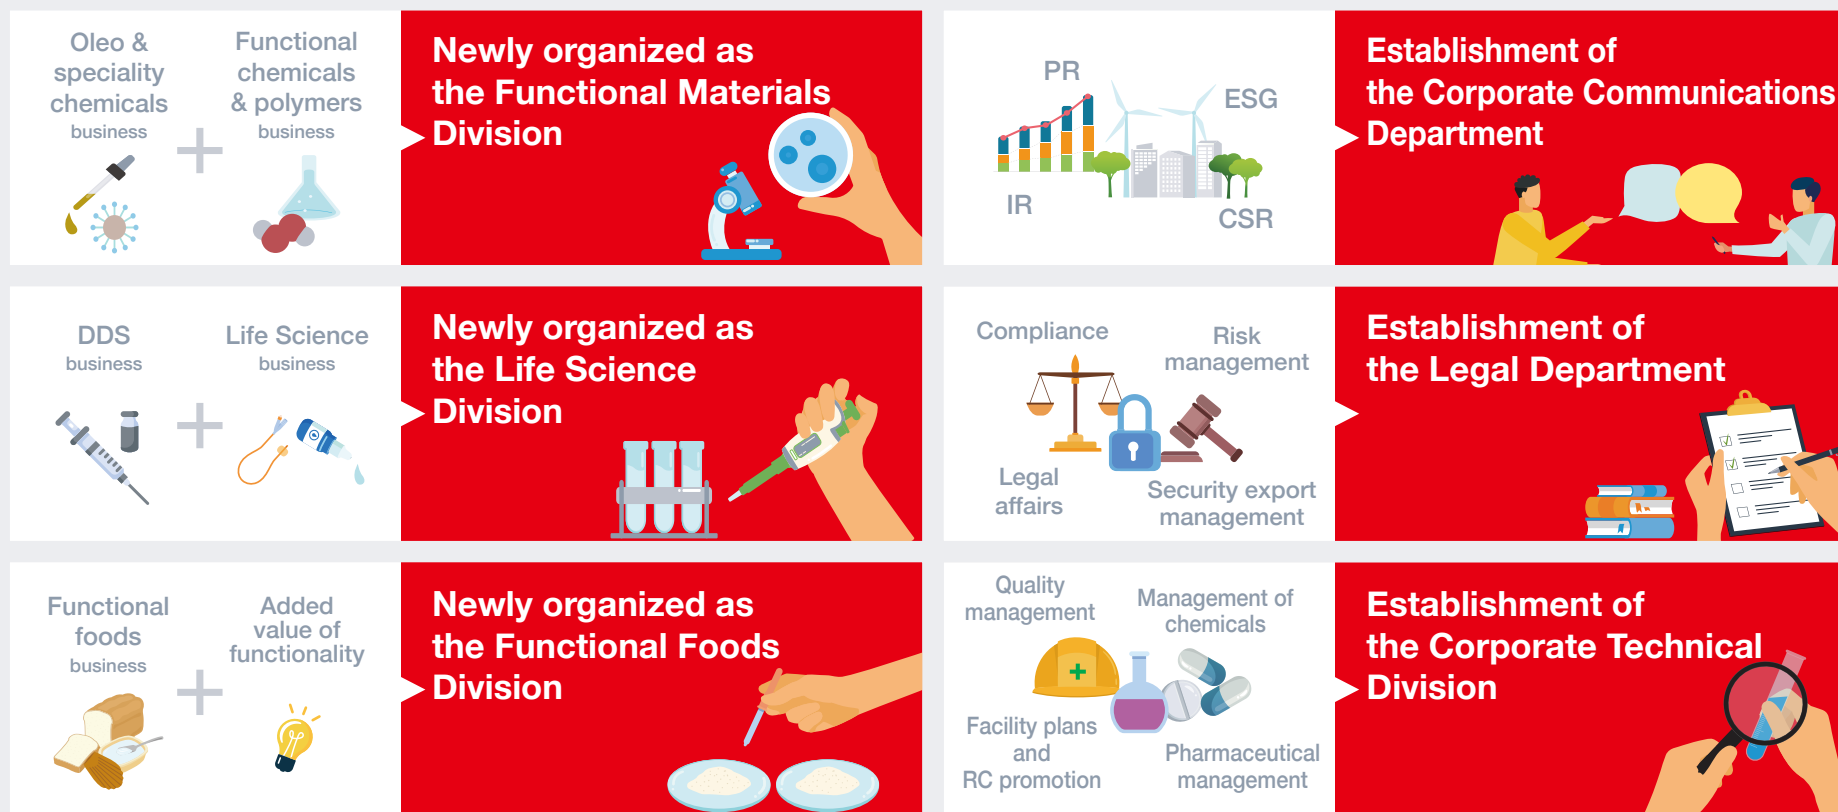 Oleo &
speciality
chemicals
business
Functional
chemicals
& polymers
business
Newly organized as
the Functional Materials
Division
PR
ESG
IR
CSR
Establishment of
the Corporate Communications
Department
DDS
business
Life Science
business
Newly organized as
the Life Science
Division
Compliance
Risk
management
Legal
affairs
Security export
management
Establishment of
the Legal Department
Functional
foods
business
Added
value of
functionality
Newly organized as
the Functional Foods
Division
Quality
management
Management of
chemicals
Facility plans
and
RC promotion
Pharmaceutical
management
Establishment of
the Corporate Technical
Division